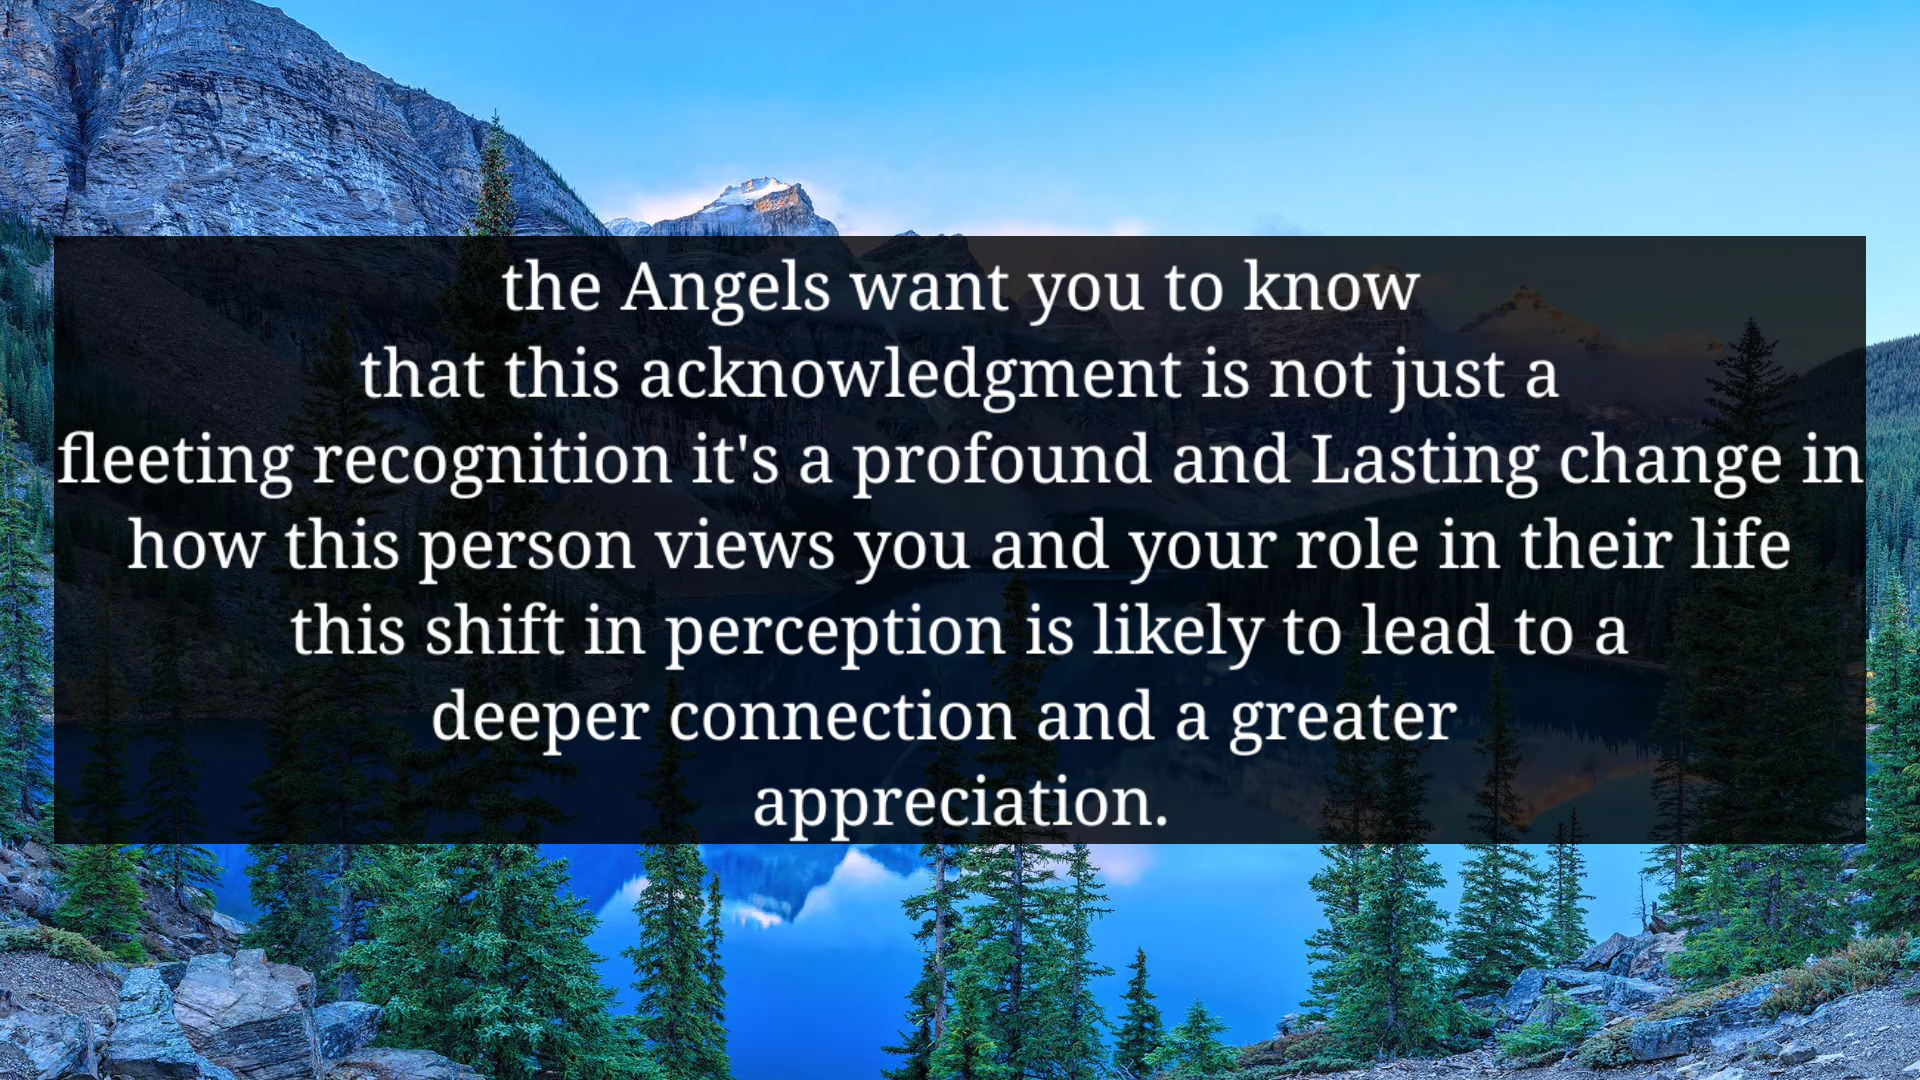 the Angels want you to know
that this acknowledgment is not just a
fleeting recognition it's a profound and Lasting change in
how this person views you and your role in their life
this shift in perception is likely to lead to a
deeper connection and a greater
appreciation.